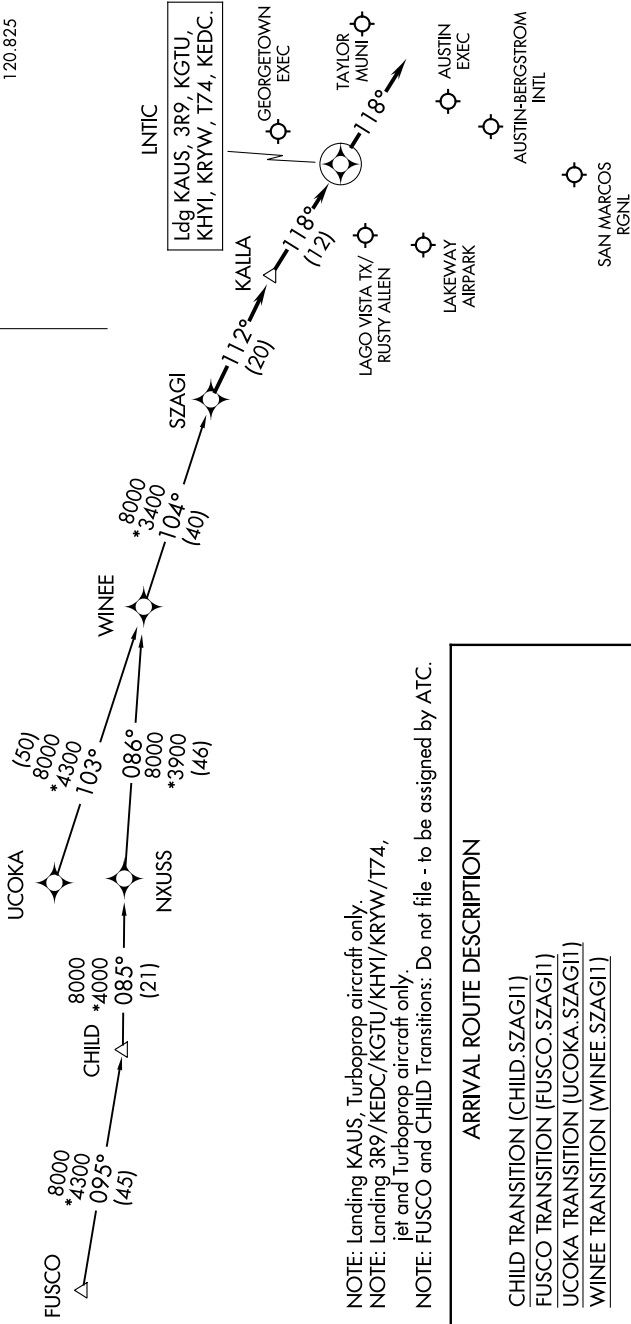 120.825
LNTIC
Ldg KAUS, 3R9, KGTU,
KHYI, KRYW, T74, KEDC.
GEORGETOWN
EXEC
TAYLOR
MUNI
AUSTIN
EXEC
AUSTIN-BERGSTROM
INTL
SAN MARCOS
RGNL
LAGO VISTA TX/
RUSTY ALLEN
LAKEWAY
AIRPARK
118°
118°
(12)
KALLA
112°
(20)
SZAGI
*8000
*3400
104°
(40)
WINEE
(50)
8000
*4300
103°
UCOKA
086°
8000
*3900
(46)
NXUSS
8000
*4000
085°
(21)
CHILD
8000
*4300
095°
(45)
FUSCO
NOTE: Landing KAUS, Turboprop aircraft only.
NOTE: Landing 3R9/KEDC/KGTU/KHYI/KRYW/T74,
jet and Turboprop aircraft only.
NOTE: FUSCO and CHILD Transitions: Do not file - to be assigned by ATC.
ARRIVAL ROUTE DESCRIPTION
CHILD TRANSITION (CHILD.SZAGI1)
FUSCO TRANSITION (FUSCO.SZAGI1)
UCOKA TRANSITION (UCOKA.SZAGI1)
WINEE TRANSITION (WINEE.SZAGI1)